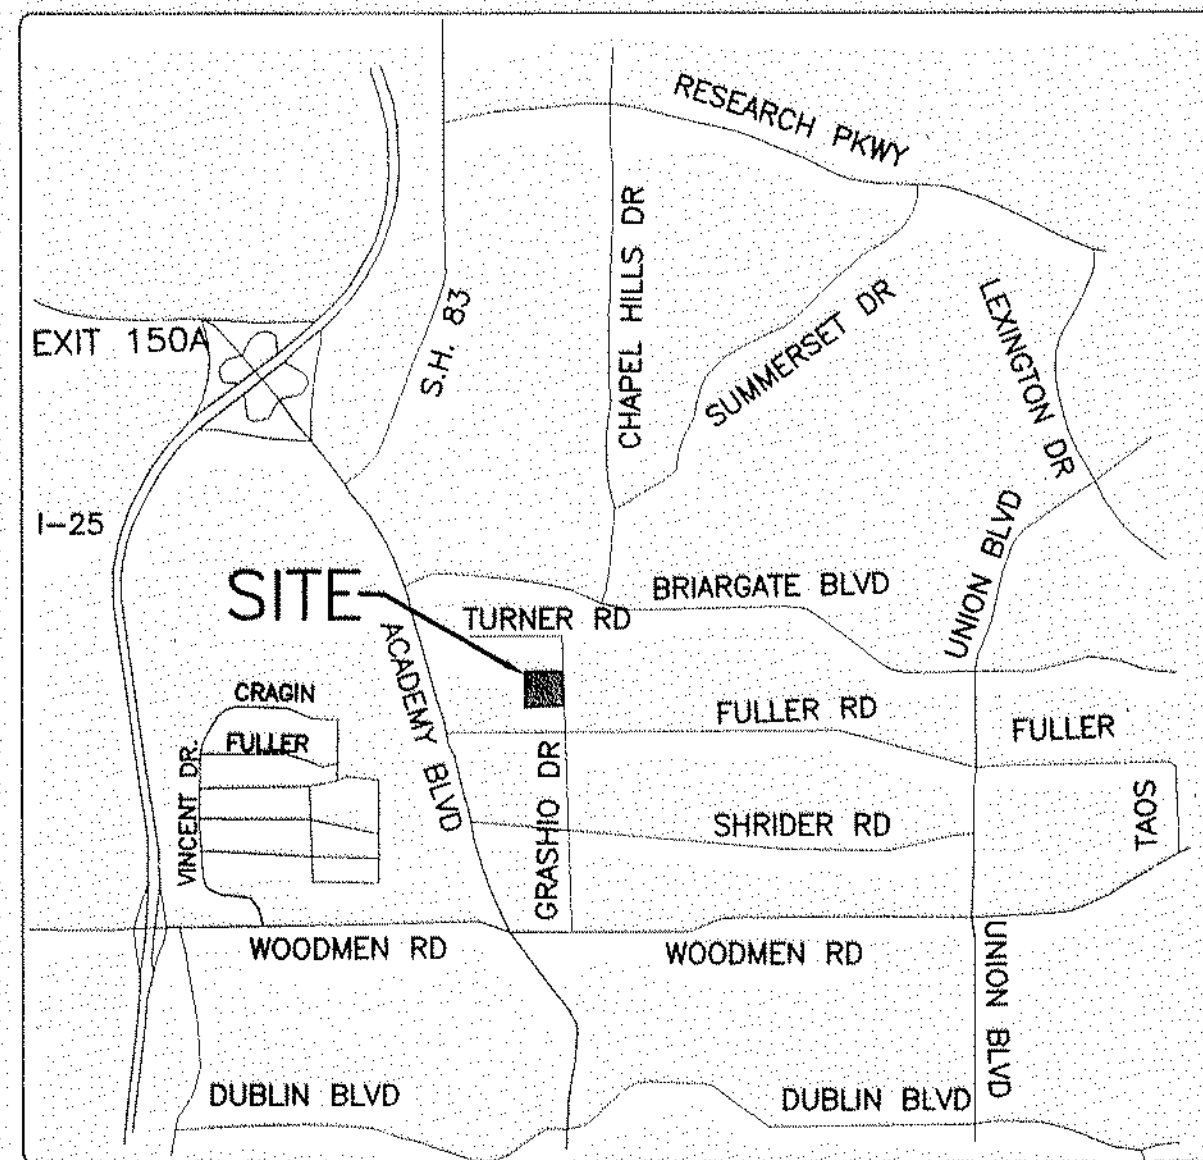 RESEARCH PKWY
CHAPEL HILLS DR
SUMMERSET DR
LEXINGTON DR
S.H. 83
EXIT 150A
I-25
UNION BLVD
SITE
BRIARGATE BLVD
TURNER RD
ACADEMY BLVD
CRAGIN
FULLER
VINCENT DR.
FULLER RD
FULLER
GRASHIO DR
SHRIDER RD
TAOS
WOODMEN RD
WOODMEN RD
UNION BLVD
DUBLIN BLVD
DUBLIN BLVD